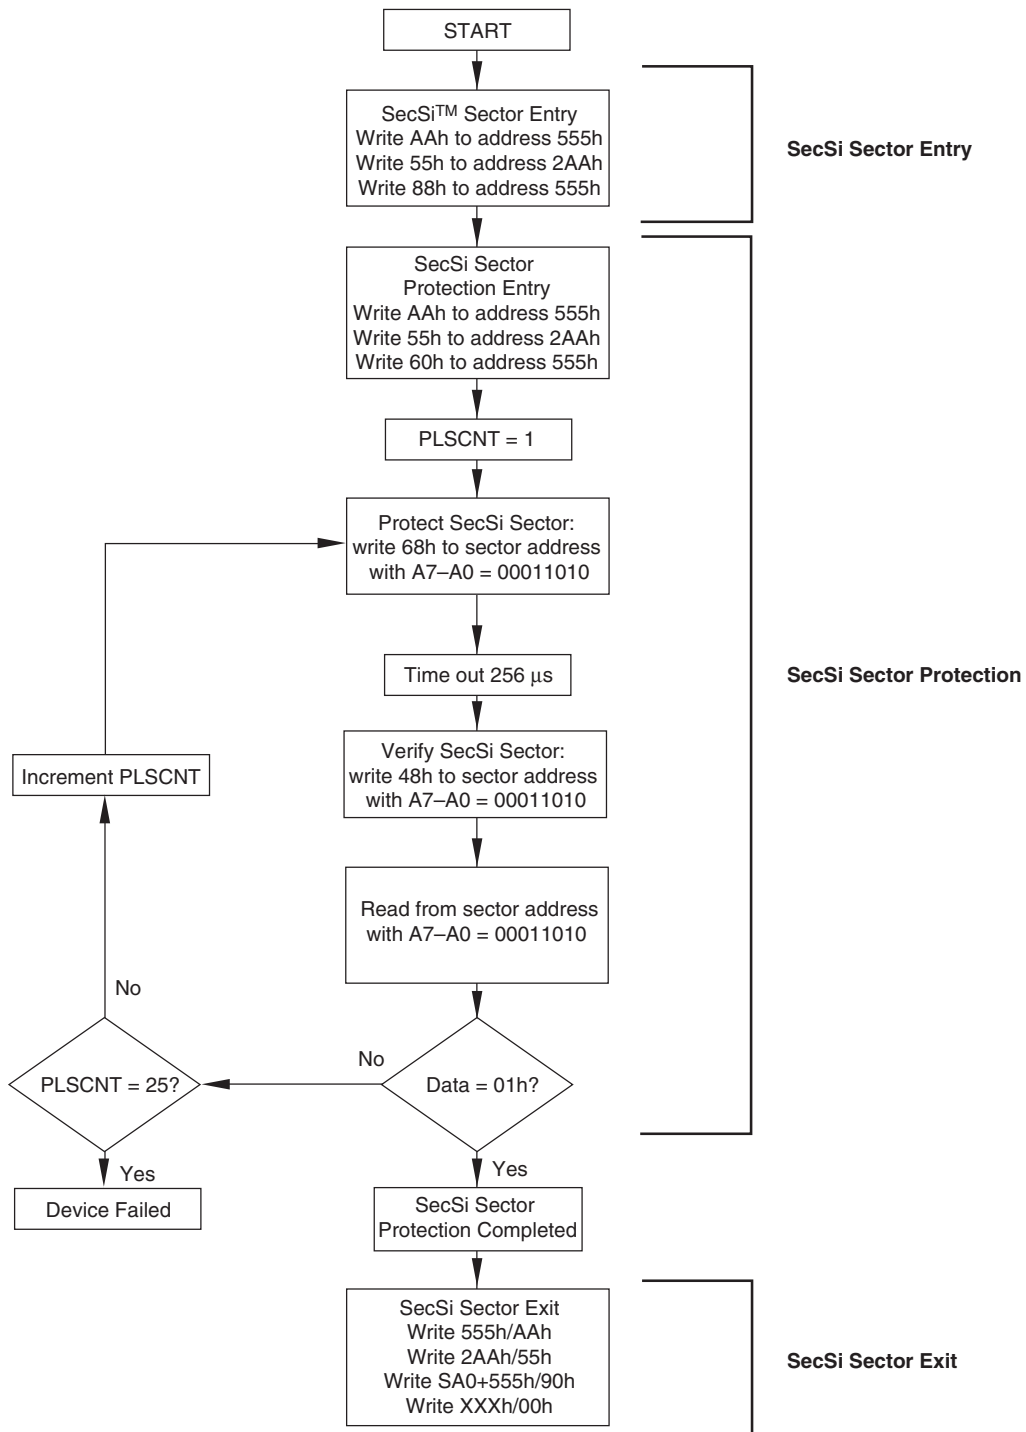 START
SecSi™ Sector Entry
Write AAh to address 555h
Write 55h to address 2AAh
Write 88h to address 555h
SecSi Sector Entry
SecSi Sector
Protection Entry
Write AAh to address 555h
Write 55h to address 2AAh
Write 60h to address 555h
PLSCNT = 1
Protect SecSi Sector:
write 68h to sector address
with A7–A0 = 00011010
Time out 256 μs
SecSi Sector Protection
Verify SecSi Sector:
write 48h to sector address
with A7–A0 = 00011010
Increment PLSCNT
Read from sector address
with A7–A0 = 00011010
No
No
PLSCNT = 25?
Data = 01h?
Yes
Yes
Device Failed
SecSi Sector
Protection Completed
SecSi Sector Exit
Write 555h/AAh
Write 2AAh/55h
Write SA0+555h/90h
Write XXXh/00h
SecSi Sector Exit